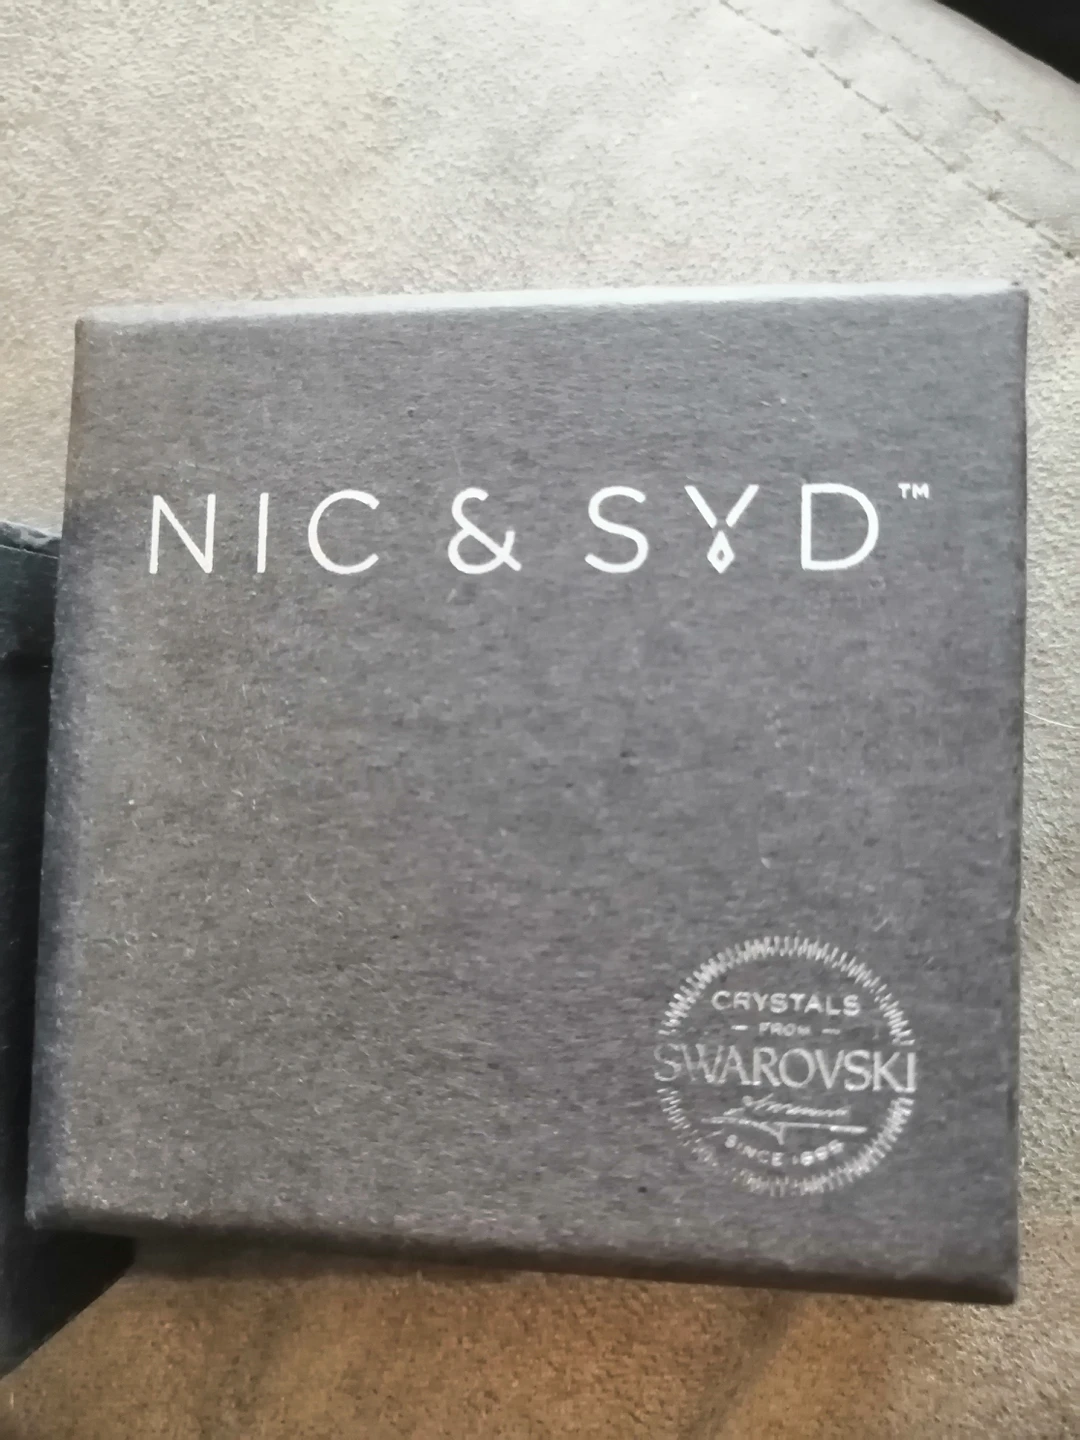 NIC & SYD™
CRYSTALS
– FROM –
SWAROVSKI
SINCE 1895